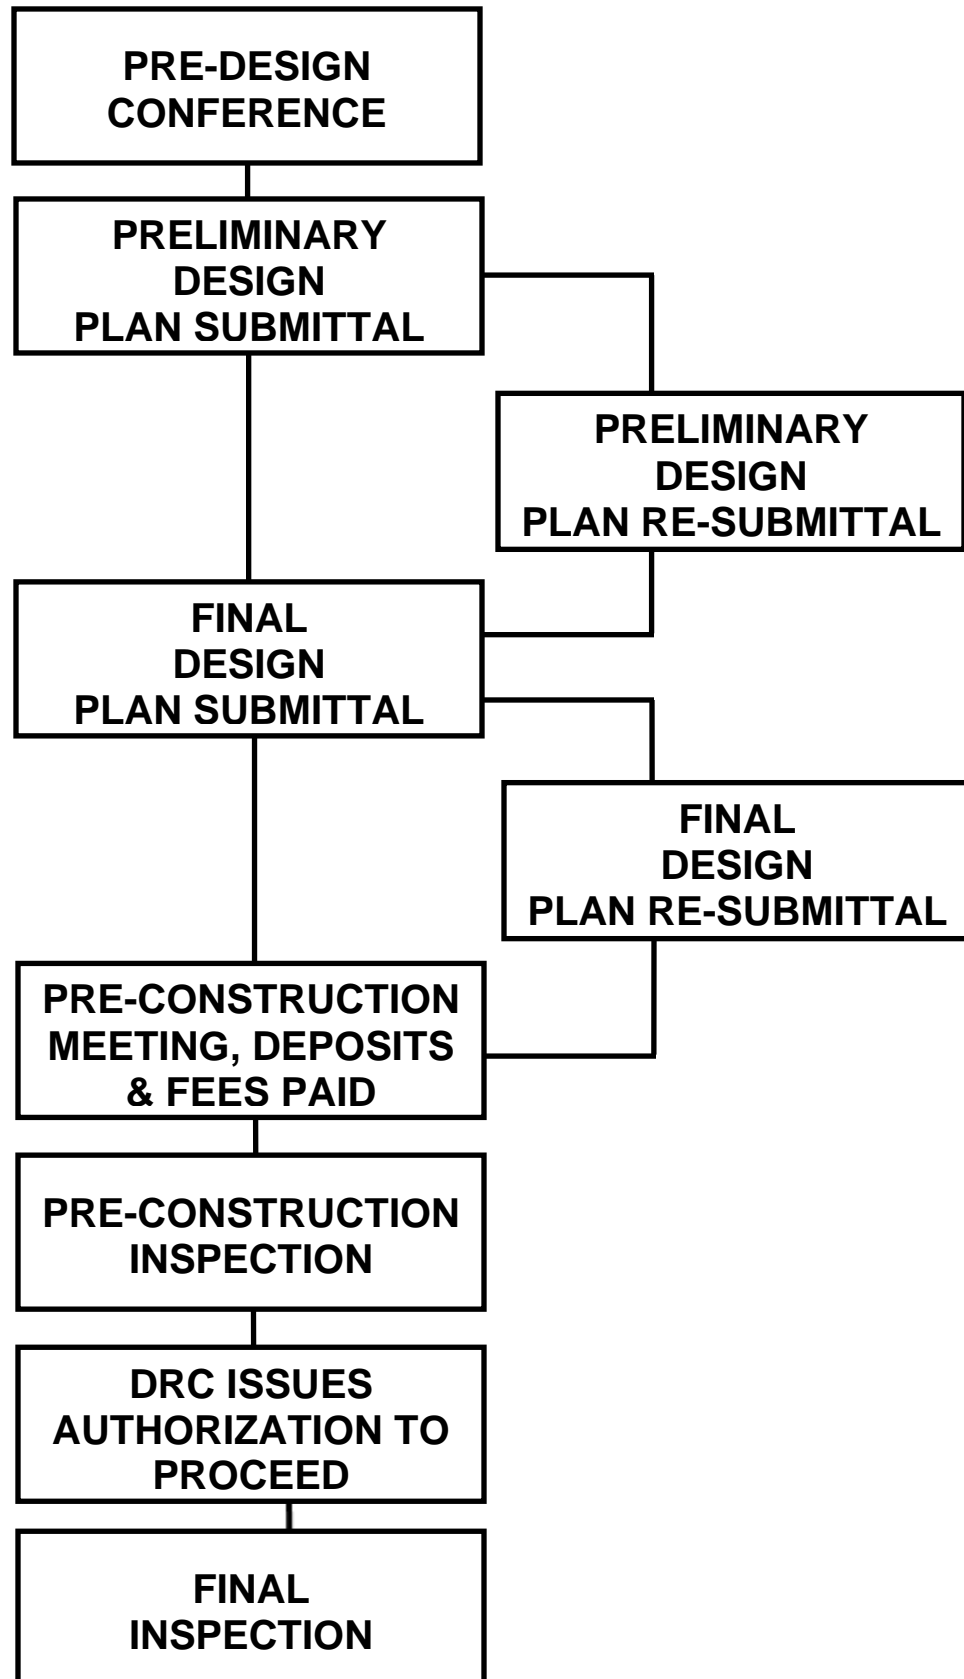 PRE-DESIGN
CONFERENCE
PRELIMINARY
DESIGN
PLAN SUBMITTAL
PRELIMINARY
DESIGN
PLAN RE-SUBMITTAL
FINAL
DESIGN
PLAN SUBMITTAL
FINAL
DESIGN
PLAN RE-SUBMITTAL
PRE-CONSTRUCTION
MEETING, DEPOSITS
& FEES PAID
PRE-CONSTRUCTION
INSPECTION
DRC ISSUES
AUTHORIZATION TO
PROCEED
FINAL
INSPECTION